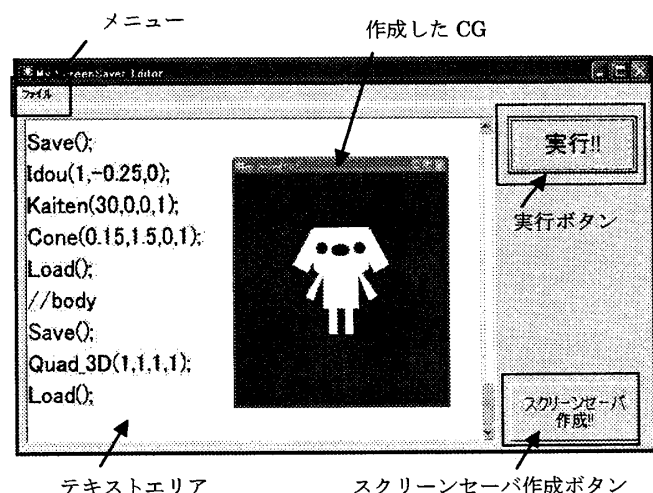 メニュー
作成した CG
My ScreenSaver Editor
ファイル
Save();
Idou(1,-0.25,0);
Kaiten(30,0,0,1);
Cone(0.15,1.5,0,1);
Load();
//body
Save();
Quad_3D(1,1,1,1);
Load();
実行!!
実行ボタン
スクリーンセーバ
作成!!
テキストエリア
スクリーンセーバ作成ボタン